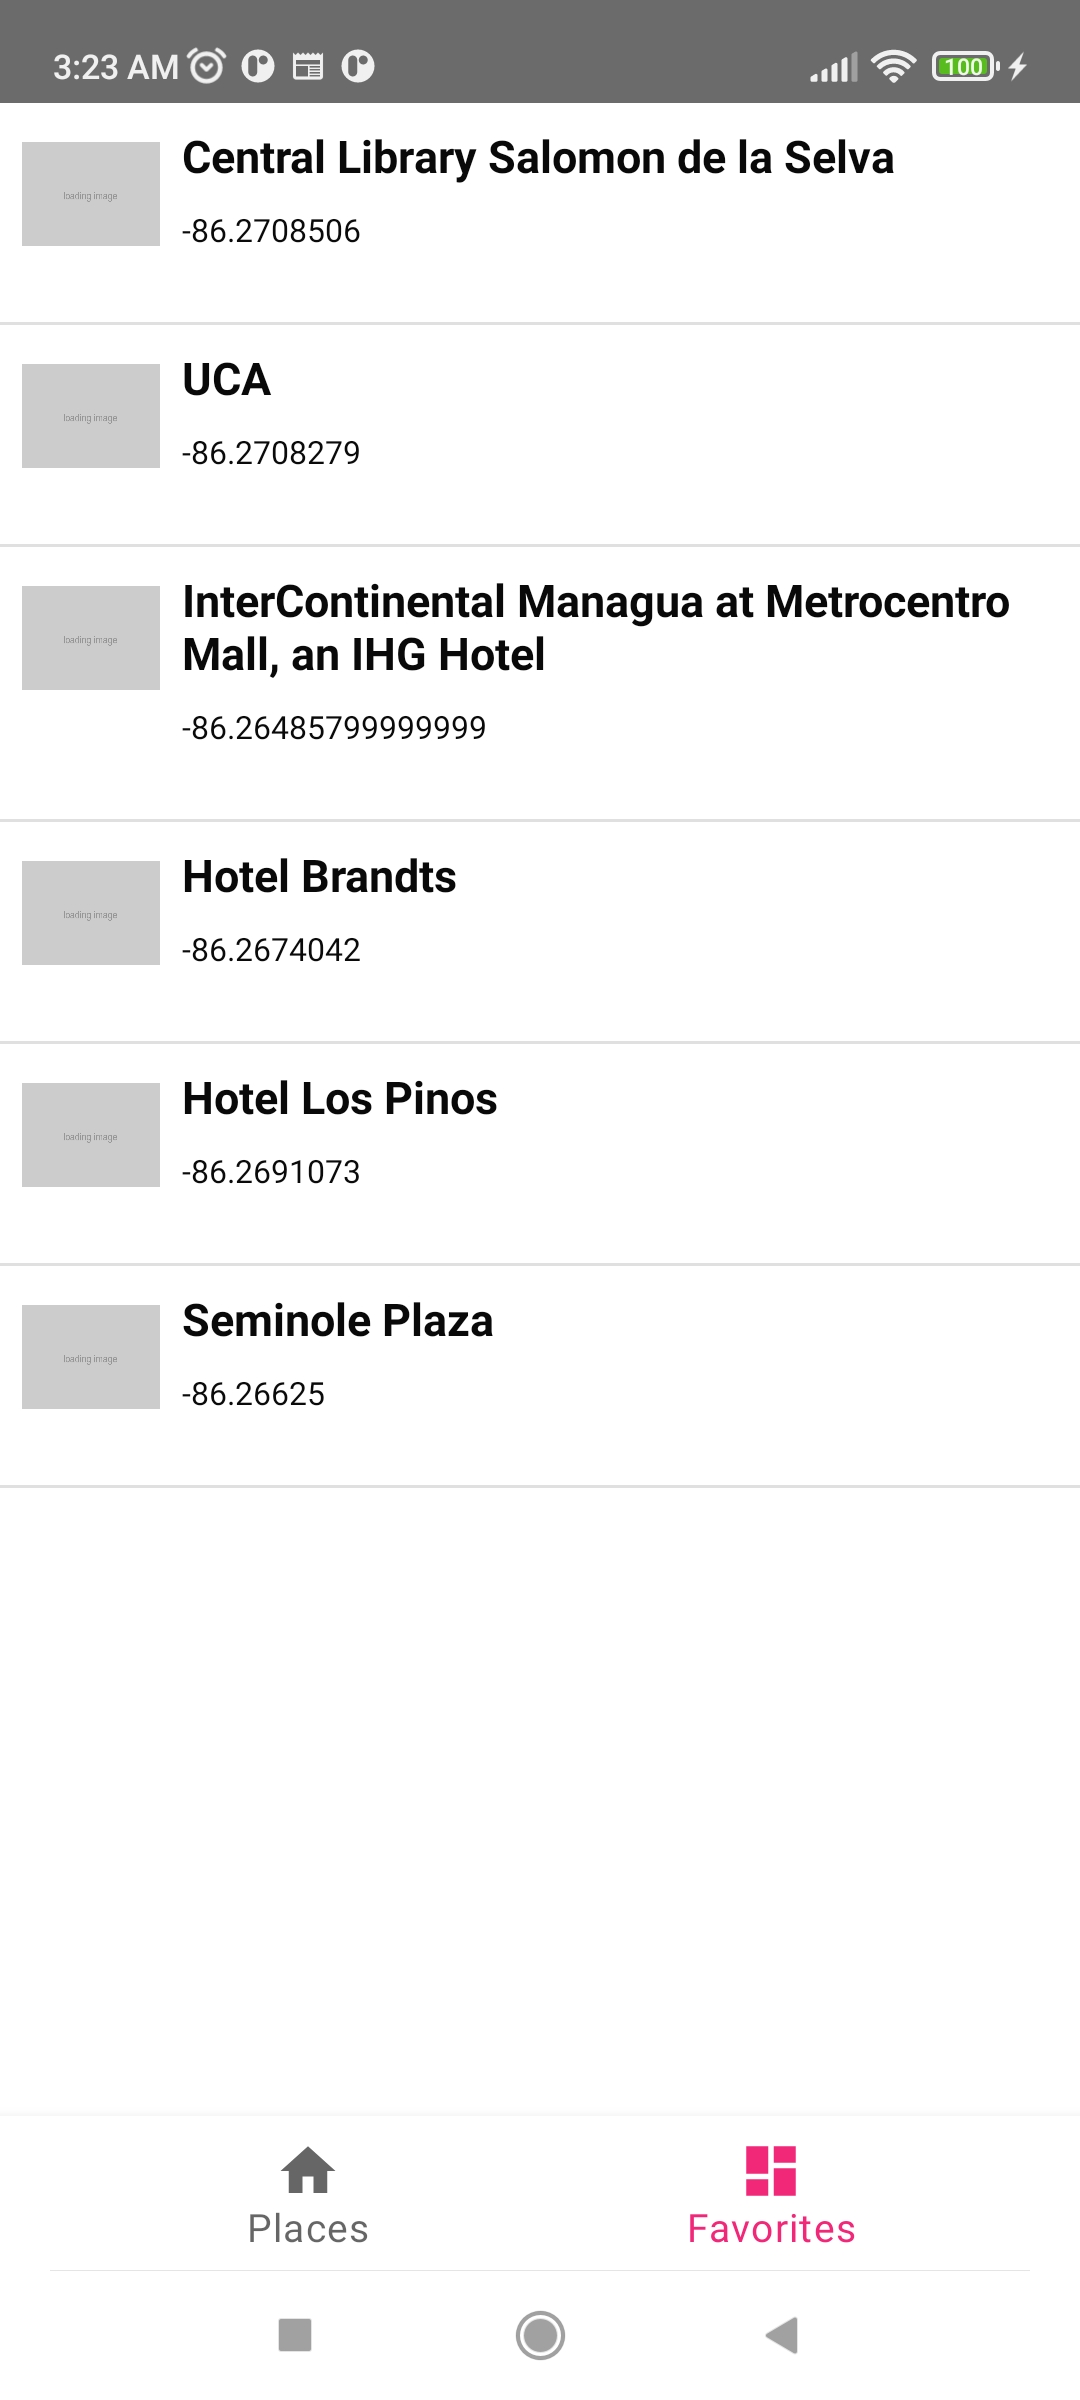 3:23 AM
100
Central Library Salomon de la Selva
loading image
-86.2708506
UCA
loading image
-86.2708279
InterContinental Managua at Metrocentro
Mall, an IHG Hotel
loading image
-86.26485799999999
Hotel Brandts
loading image
-86.2674042
Hotel Los Pinos
loading image
-86.2691073
Seminole Plaza
loading image
-86.26625
Places
Favorites